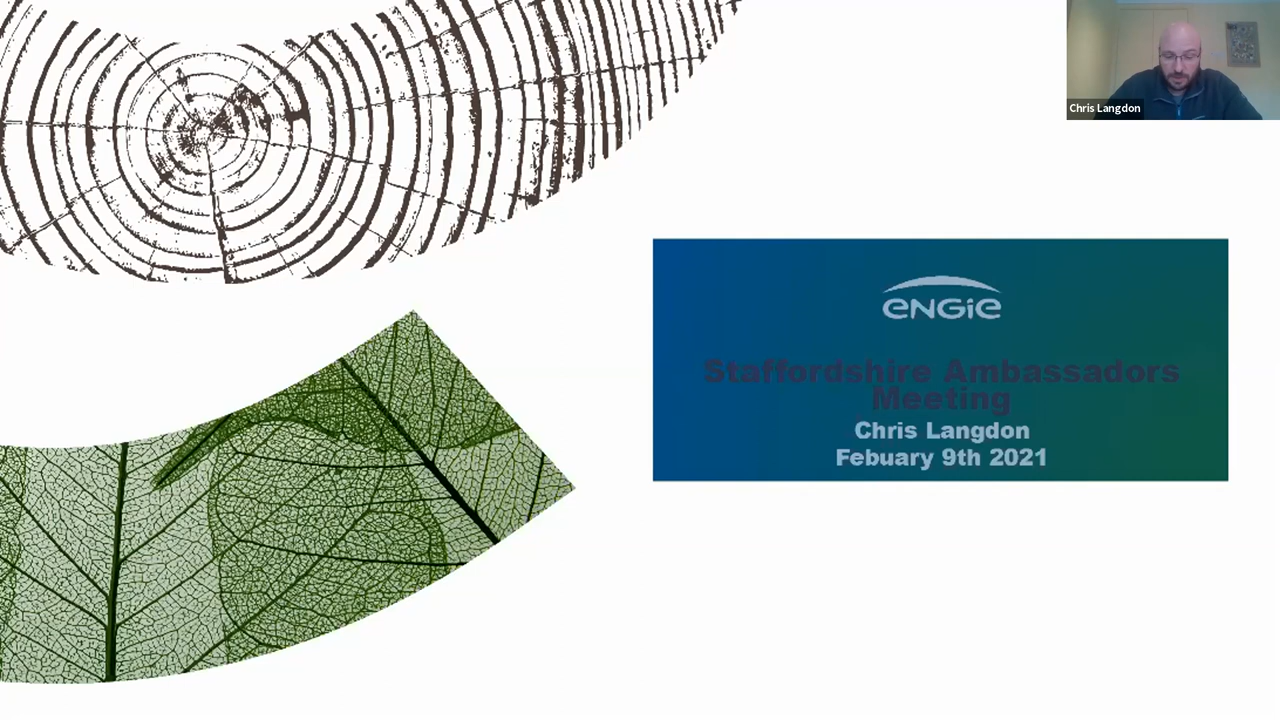 Chris Langdon
ENGIE
Staffordshire Ambassadors
Meeting
Chris Langdon
Febuary 9th 2021